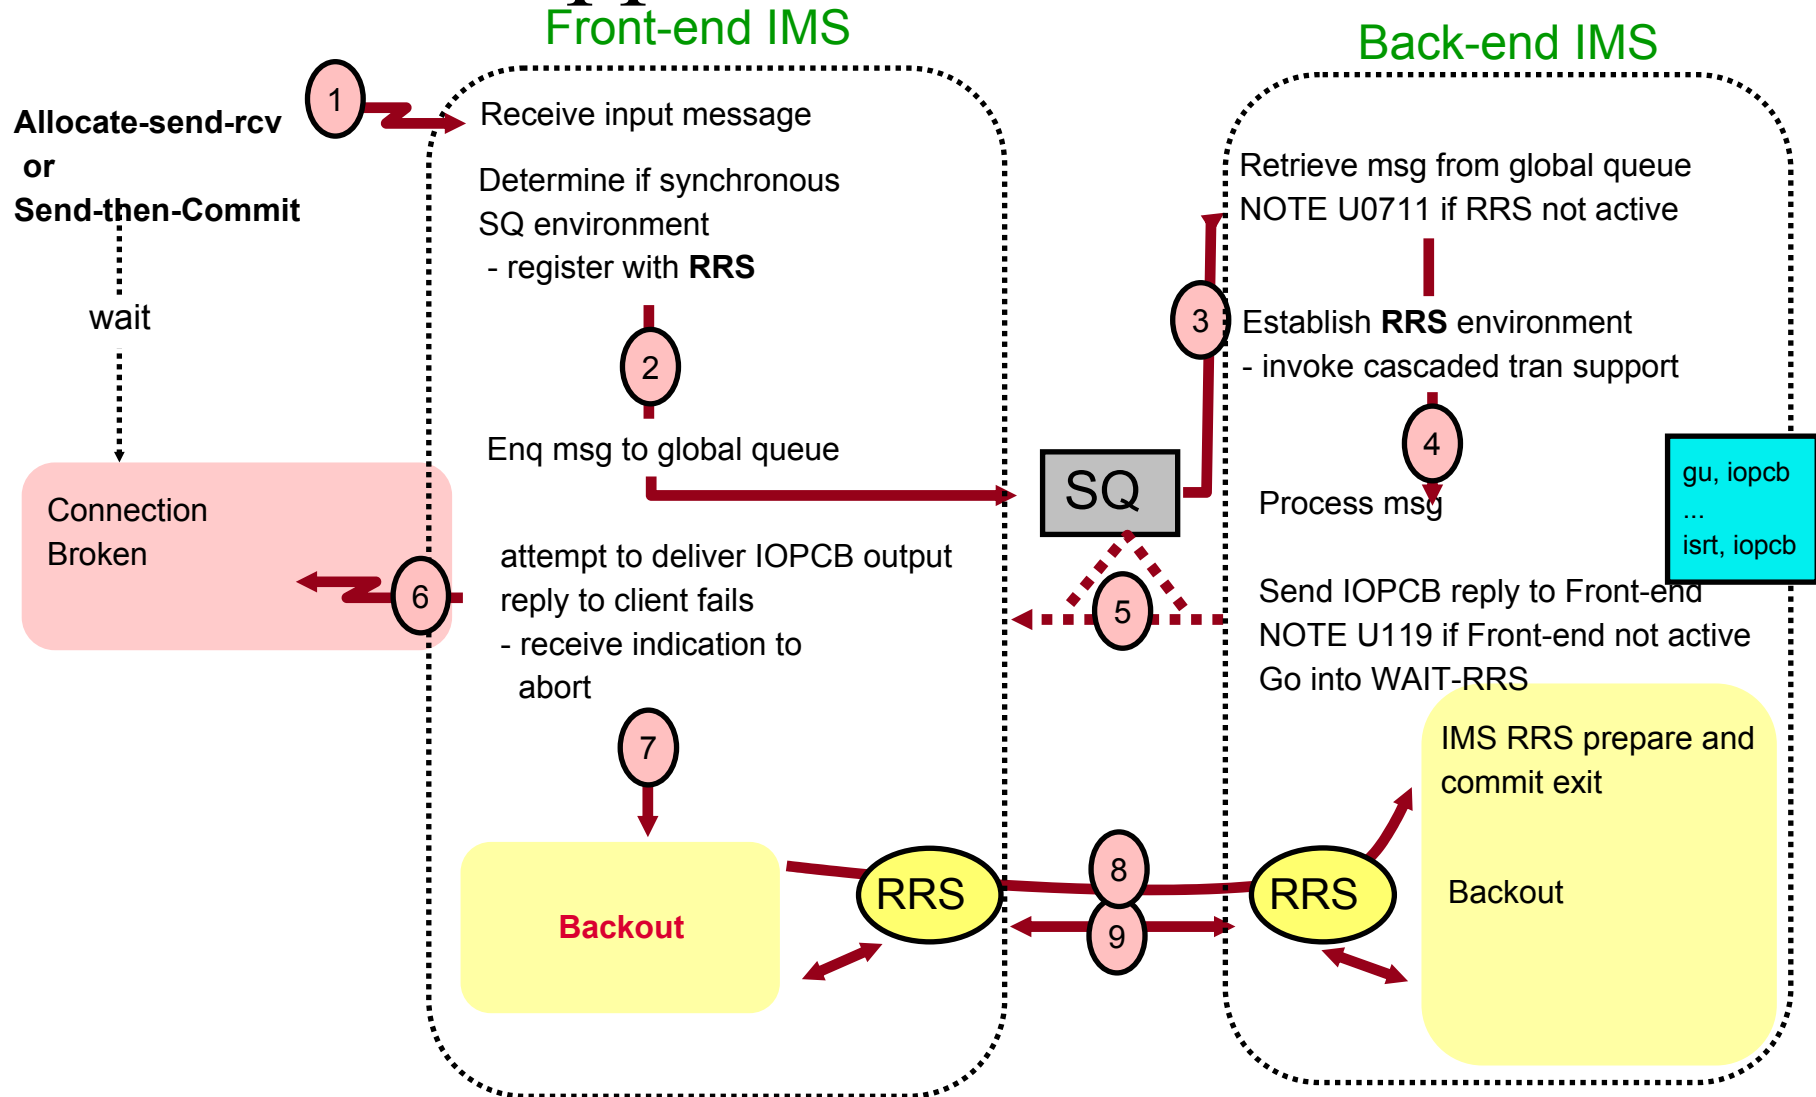 Front-end IMS
Back-end IMS
1
Allocate-send-rcv
or
Send-then-Commit
wait
Connection
Broken
Receive input message
Determine if synchronous
SQ environment
- register with RRS
2
Enq msg to global queue
attempt to deliver IOPCB output
reply to client fails
- receive indication to
abort
6
7
Backout
RRS
SQ
3
5
8
9
Retrieve msg from global queue
NOTE U0711 if RRS not active
Establish RRS environment
- invoke cascaded tran support
4
Process msg
gu, iopcb
...
isrt, iopcb
Send IOPCB reply to Front-end
NOTE U119 if Front-end not active
Go into WAIT-RRS
IMS RRS prepare and
commit exit
RRS
Backout